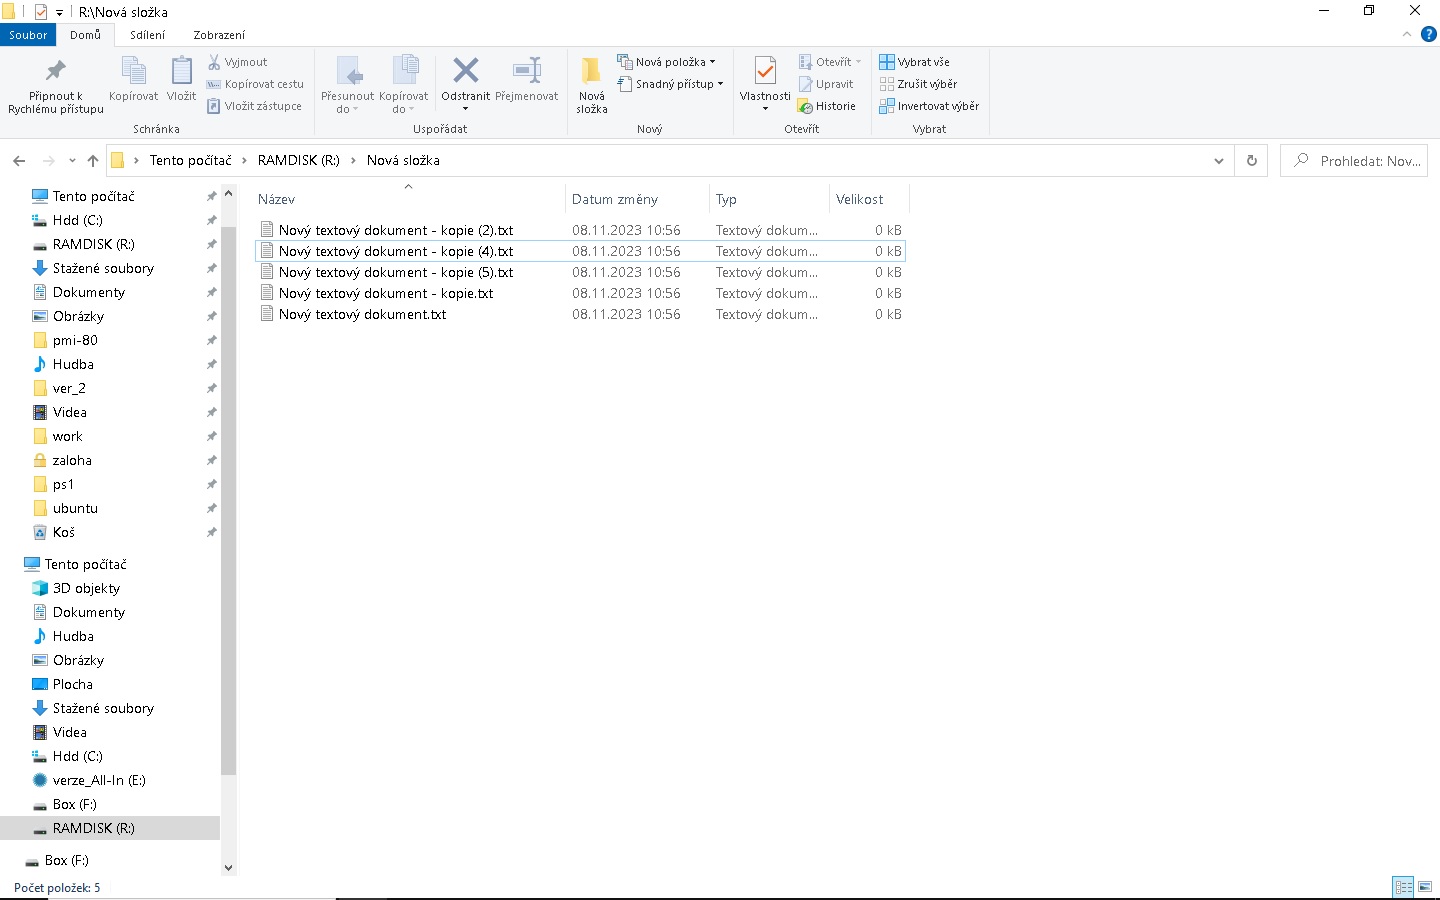 R:\Nová složka
Soubor Domů Sdílení Zobrazení
Připnout k Rychlému přístupu
Kopírovat
Vložit
Vyjmout
Kopírovat cestu
Vložit zástupce
Schránka
Přesunout do
Kopírovat do
Odstranit
Přejmenovat
Uspořádat
Nová složka
Nová položka
Snadný přístup
Nový
Vlastnosti
Otevřít
Upravit
Historie
Otevřít
Vybrat vše
Zrušit výběr
Invertovat výběr
Vybrat
Tento počítač RAMDISK (R:) Nová složka
Prohledat: Nov...
Tento počítač
Hdd (C:)
RAMDISK (R:)
Stažené soubory
Dokumenty
Obrázky
pmi-80
Hudba
ver_2
Videa
work
zaloha
ps1
ubuntu
Koš
Tento počítač
3D objekty
Dokumenty
Hudba
Obrázky
Plocha
Stažené soubory
Videa
Hdd (C:)
verze_All-In (E:)
Box (F:)
RAMDISK (R:)
Box (F:)
Název Datum změny Typ Velikost
Nový textový dokument - kopie (2).txt 08.11.2023 10:56 Textový dokum... 0 kB
Nový textový dokument - kopie (4).txt 08.11.2023 10:56 Textový dokum... 0 kB
Nový textový dokument - kopie (5).txt 08.11.2023 10:56 Textový dokum... 0 kB
Nový textový dokument - kopie.txt 08.11.2023 10:56 Textový dokum... 0 kB
Nový textový dokument.txt 08.11.2023 10:56 Textový dokum... 0 kB
Počet položek: 5